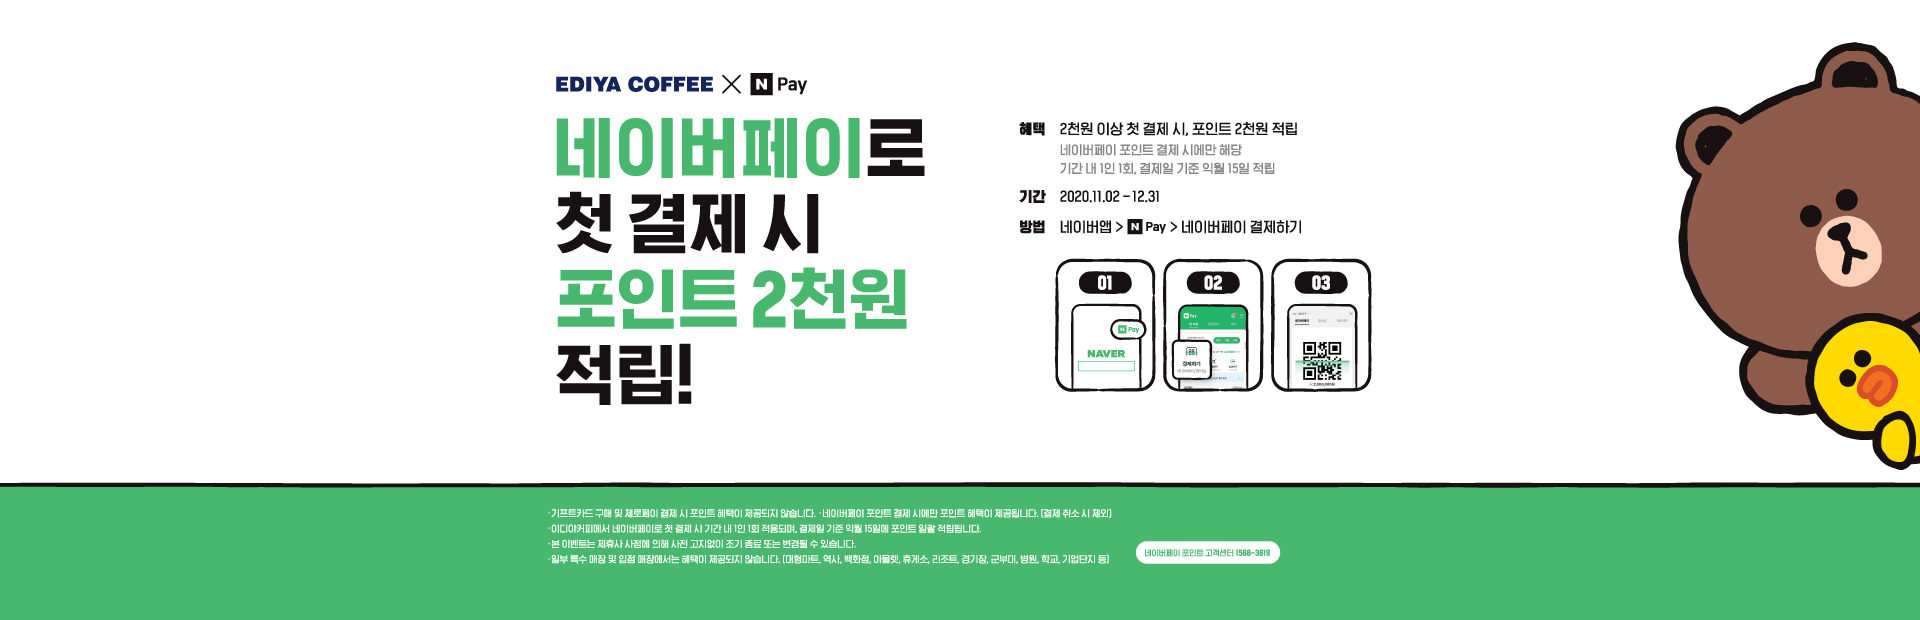 EDIYA COFFEE X N Pay
네이버페이로
첫 결제 시
포인트 2천원
적립!
혜택 2천원 이상 첫 결제 시, 포인트 2천원 적립
네이버페이 포인트 결제 시에만 해당
기간 내 1인 1회, 결제일 기준 익월 15일 적립
기간 2020.11.02 - 12.31
방법 네이버앱 > N Pay > 네이버페이 결제하기
01
N Pay
NAVER
02
N Pay
결제하기
03
·기프트카드 구매 및 제로페이 결제 시 포인트 혜택이 제공되지 않습니다. ·네이버페이 포인트 결제 시에만 포인트 혜택이 제공됩니다. (결제 취소 시 제외)
·이디야커피에서 네이버페이로 첫 결제 시 기간 내 1인 1회 적용되며, 결제일 기준 익월 15일에 포인트 일괄 적립됩니다.
·본 이벤트는 제휴사 사정에 의해 사전 고지없이 조기 종료 또는 변경될 수 있습니다.
·일부 특수 매장 및 입점 매장에서는 혜택이 제공되지 않습니다. (대형마트, 역사, 백화점, 아울렛, 휴게소, 리조트, 경기장, 군부대, 병원, 학교, 기업단지 등)
네이버페이 포인트 고객센터 1588-3819